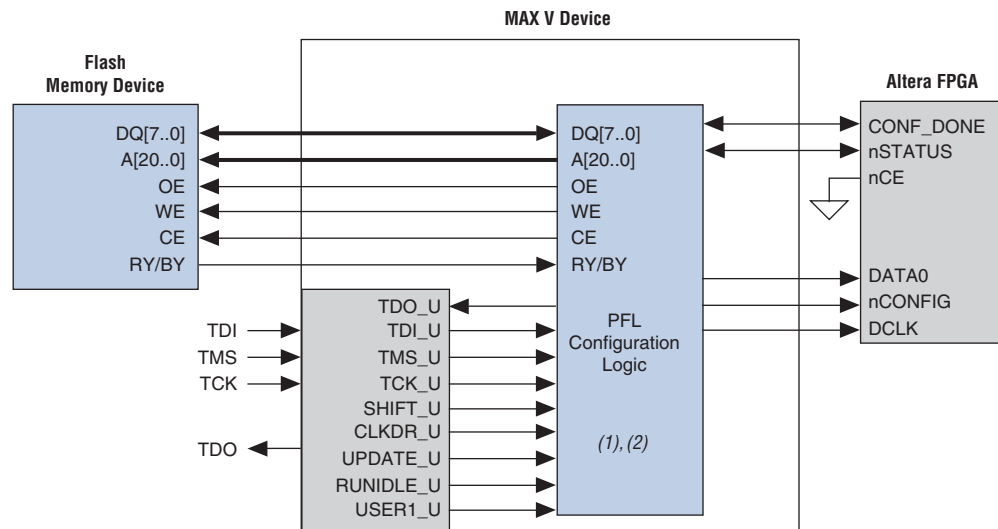 MAX V Device
Flash
Memory Device
Altera FPGA
DQ[7..0]
A[20..0]
OE
WE
CE
RY/BY
DQ[7..0]
A[20..0]
OE
WE
CE
RY/BY
PFL
Configuration
Logic
(1), (2)
CONF_DONE
nSTATUS
nCE
DATA0
nCONFIG
DCLK
TDI
TMS
TCK
TDO
TDO_U
TDI_U
TMS_U
TCK_U
SHIFT_U
CLKDR_U
UPDATE_U
RUNIDLE_U
USER1_U